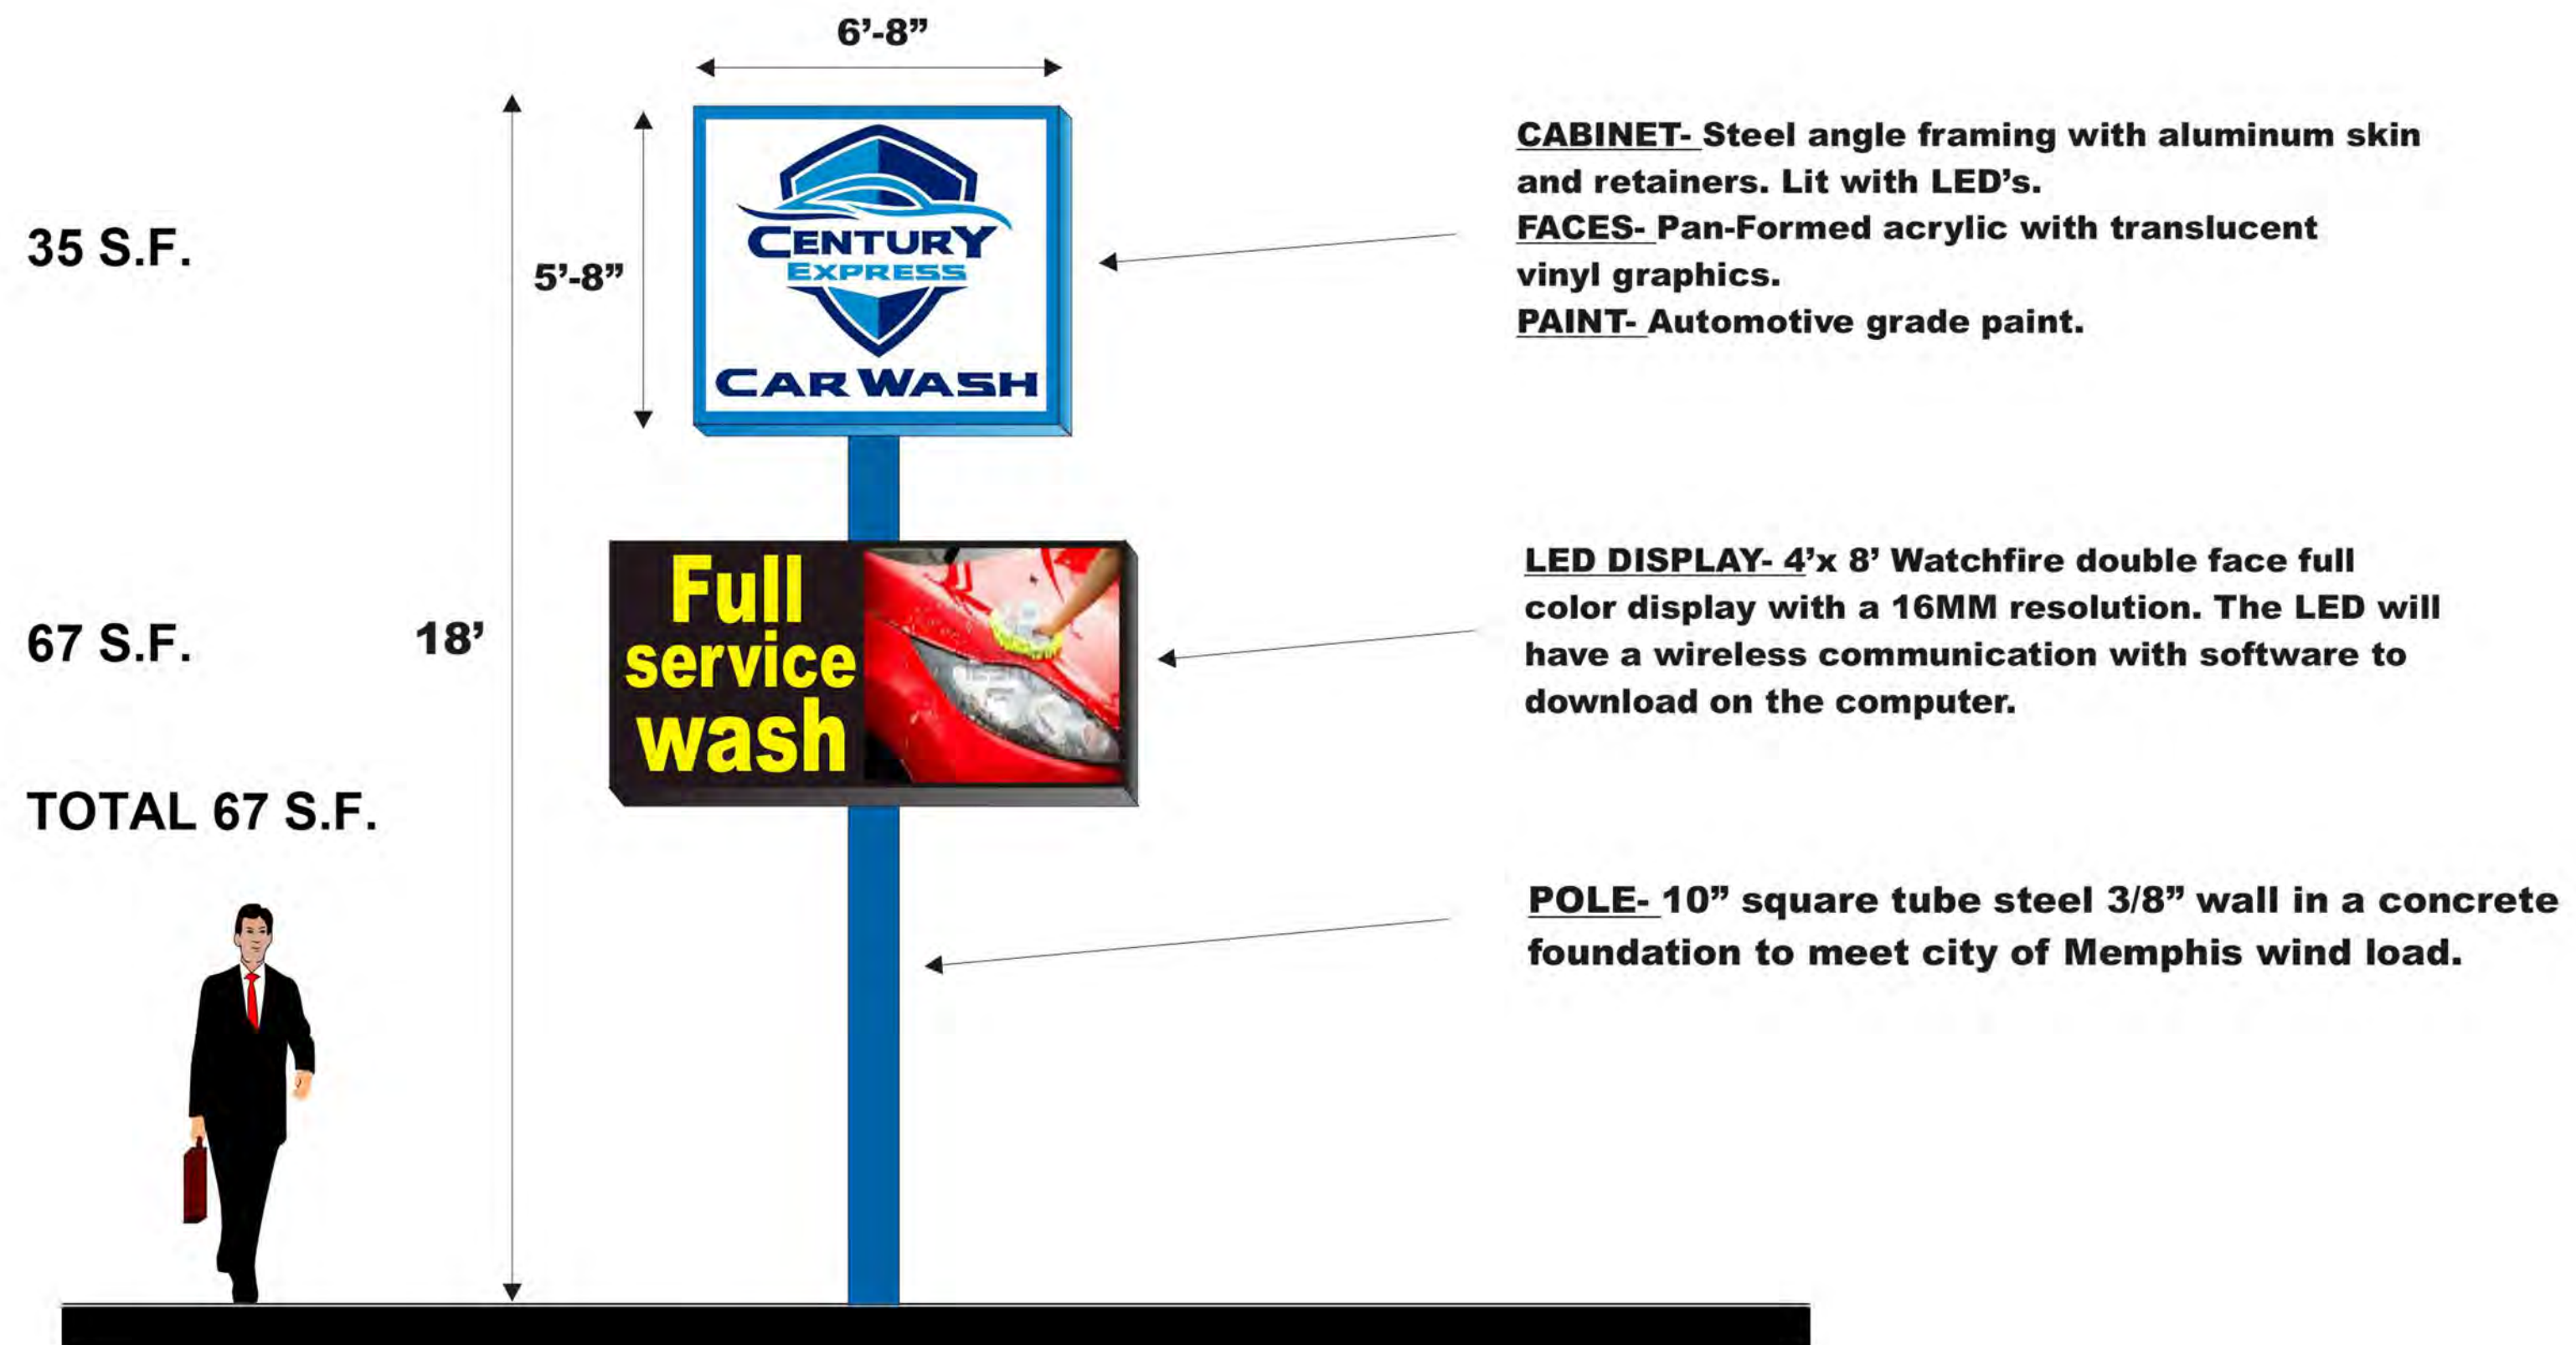 6’-8”
35 S.F.
5’-8”
CENTURY
EXPRESS
CAR WASH
CABINET- Steel angle framing with aluminum skin
and retainers. Lit with LED’s.
FACES- Pan-Formed acrylic with translucent
vinyl graphics.
PAINT- Automotive grade paint.
67 S.F.
18’
Full
service
wash
LED DISPLAY- 4’x 8’ Watchfire double face full
color display with a 16MM resolution. The LED will
have a wireless communication with software to
download on the computer.
TOTAL 67 S.F.
POLE- 10” square tube steel 3/8” wall in a concrete
foundation to meet city of Memphis wind load.